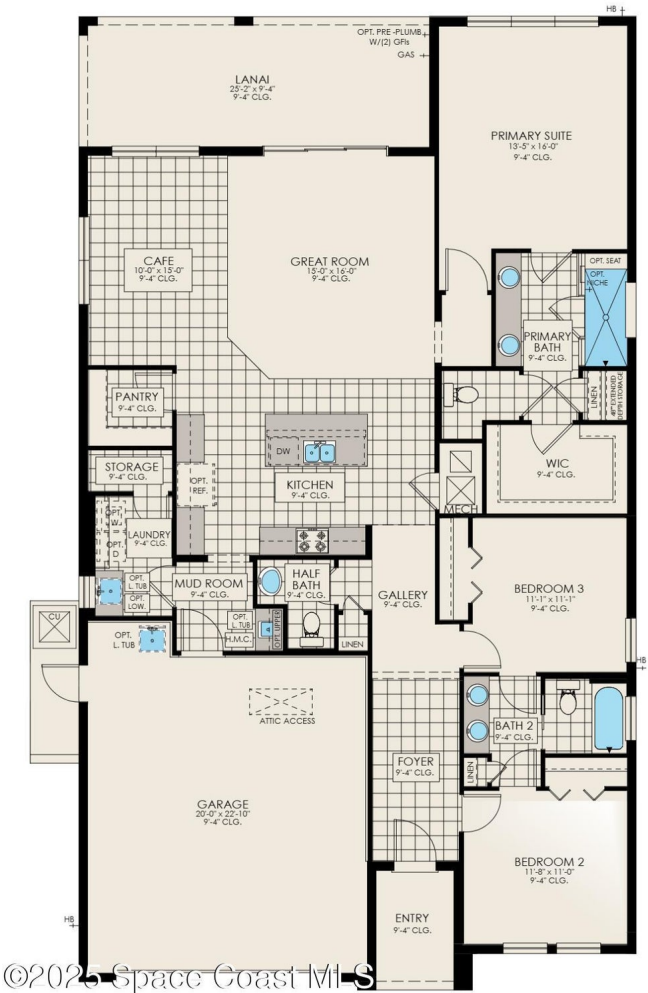 HB
OPT. PRE-PLUMB
W/(2) GFIs
GAS
LANAI
25'-2" x 9'-4"
9'-4" CLG.
PRIMARY SUITE
13'-5" x 16'-0"
9'-4" CLG.
CAFE
10'-0" x 15'-0"
9'-4" CLG.
GREAT ROOM
15'-0" x 16'-0"
9'-4" CLG.
OPT. SEAT
OPT.
NICHE
PRIMARY
BATH
9'-4" CLG.
PANTRY
9'-4" CLG.
LINEN
48" EXTENDED
DEPTH STORAGE
DW
WIC
9'-4" CLG.
STORAGE
9'-4" CLG.
OPT.
REF.
KITCHEN
9'-4" CLG.
MECH
OPT.
W
OPT.
D
LAUNDRY
9'-4" CLG.
OPT.
L. TUB
OPT.
LOW.
MUD ROOM
9'-4" CLG.
HALF
BATH
9'-4" CLG.
GALLERY
9'-4" CLG.
BEDROOM 3
11'-1" x 11'-1"
9'-4" CLG.
CU
OPT.
L. TUB
OPT.
L. TUB
H.M.C.
OPT. UPPER
LINEN
HB
ATTIC ACCESS
BATH 2
9'-4" CLG.
FOYER
9'-4" CLG.
LINEN
GARAGE
20'-0" x 22'-10"
9'-4" CLG.
BEDROOM 2
11'-8" x 11'-0"
9'-4" CLG.
HB
ENTRY
9'-4" CLG.
©2025 Space Coast MLS